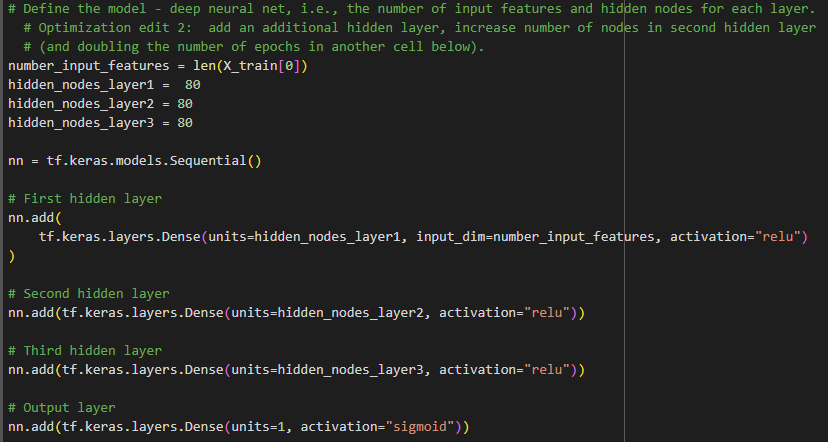 # Define the model - deep neural net, i.e., the number of input features and hidden nodes for each layer.
  # Optimization edit 2:  add an additional hidden layer, increase number of nodes in second hidden layer
  # (and doubling the number of epochs in another cell below).
number_input_features = len(X_train[0])
hidden_nodes_layer1 =  80
hidden_nodes_layer2 = 80
hidden_nodes_layer3 = 80

nn = tf.keras.models.Sequential()

# First hidden layer
nn.add(
    tf.keras.layers.Dense(units=hidden_nodes_layer1, input_dim=number_input_features, activation="relu")
)

# Second hidden layer
nn.add(tf.keras.layers.Dense(units=hidden_nodes_layer2, activation="relu"))

# Third hidden layer
nn.add(tf.keras.layers.Dense(units=hidden_nodes_layer3, activation="relu"))

# Output layer
nn.add(tf.keras.layers.Dense(units=1, activation="sigmoid"))